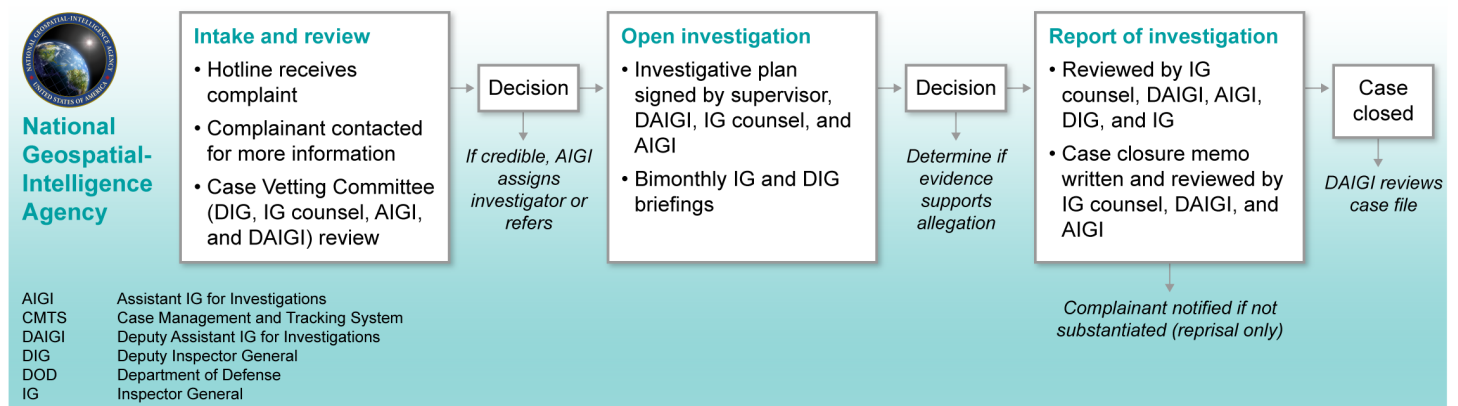 NATIONAL GEOSPATIAL-INTELLIGENCE AGENCY
UNITED STATES OF AMERICA
National
Geospatial-
Intelligence
Agency
Intake and review
• Hotline receives
complaint
• Complainant contacted
for more information
• Case Vetting Committee
(DIG, IG counsel, AIGI,
and DAIGI) review
Decision
If credible, AIGI
assigns
investigator or
refers
Open investigation
• Investigative plan
signed by supervisor,
DAIGI, IG counsel, and
AIGI
• Bimonthly IG and DIG
briefings
Decision
Determine if
evidence
supports
allegation
Report of investigation
• Reviewed by IG
counsel, DAIGI, AIGI,
DIG, and IG
• Case closure memo
written and reviewed by
IG counsel, DAIGI, and
AIGI
Complainant notified if not
substantiated (reprisal only)
Case
closed
DAIGI reviews
case file
AIGI Assistant IG for Investigations
CMTS Case Management and Tracking System
DAIGI Deputy Assistant IG for Investigations
DIG Deputy Inspector General
DOD Department of Defense
IG Inspector General